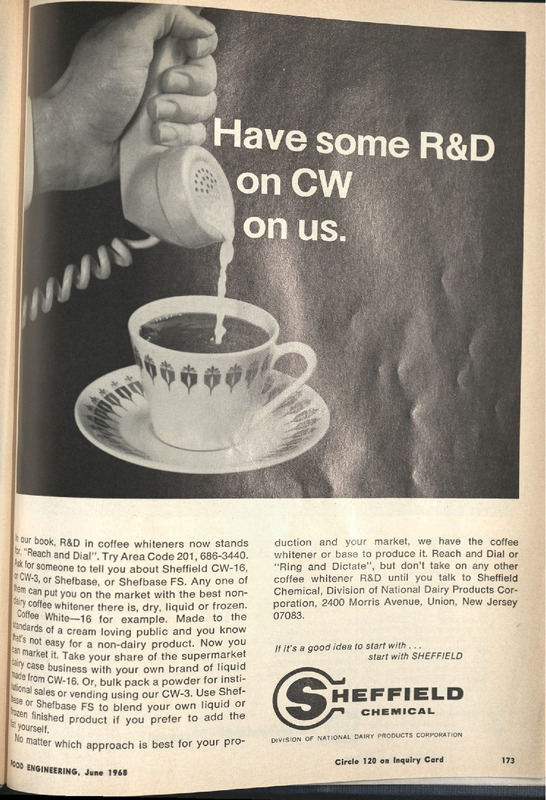 Have some R&D
on CW
on us.
In our book, R&D in coffee whiteners now stands
for, "Reach and Dial". Try Area Code 201, 686-3440.
Ask for someone to tell you about Sheffield CW-16,
or CW-3, or Shefbase, or Shefbase FS. Any one of
them can put you on the market with the best non-
dairy coffee whitener there is, dry, liquid or frozen.
Coffee White—16 for example. Made to the
standards of a cream loving public and you know
that's not easy for a non-dairy product. Now you
can market it. Take your share of the supermarket
dairy case business with your own brand of liquid
made from CW-16. Or, bulk pack a powder for insti-
tutional sales or vending using our CW-3. Use Shef-
base or Shefbase FS to blend your own liquid or
frozen finished product if you prefer to add the
fat yourself.
No matter which approach is best for your pro-
duction and your market, we have the coffee
whitener or base to produce it. Reach and Dial or
"Ring and Dictate", but don't take on any other
coffee whitener R&D until you talk to Sheffield
Chemical, Division of National Dairy Products Cor-
poration, 2400 Morris Avenue, Union, New Jersey
07083.
If it's a good idea to start with . . .
start with SHEFFIELD
SHEFFIELD
CHEMICAL
DIVISION OF NATIONAL DAIRY PRODUCTS CORPORATION
FOOD ENGINEERING, June 1968
Circle 120 on Inquiry Card
173